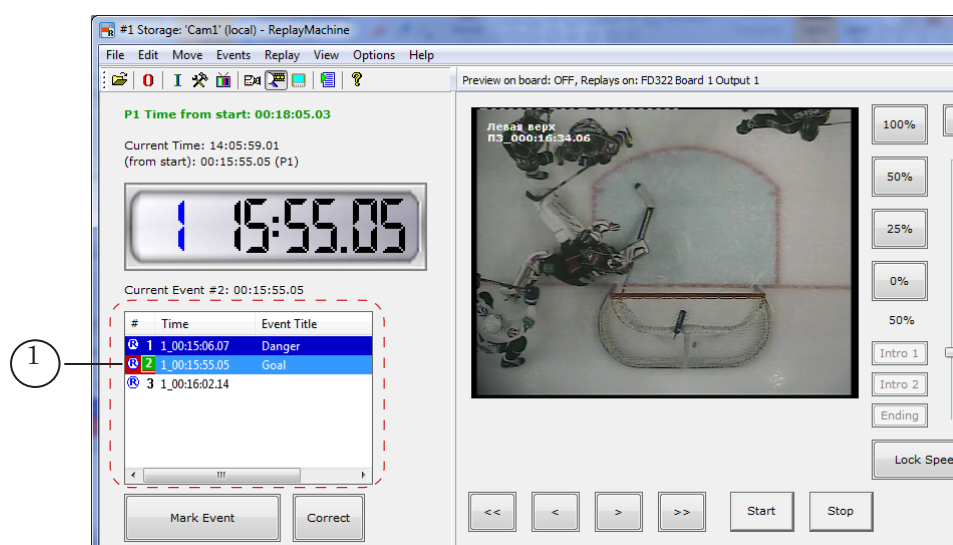 #1 Storage: 'Cam1' (local) - ReplayMachine
File Edit Move Events Replay View Options Help
Preview on board: OFF, Replays on: FD322 Board 1 Output 1
P1 Time from start: 00:18:05.03
Current Time: 14:05:59.01
(from start): 00:15:55.05 (P1)
1 15:55.05
Current Event #2: 00:15:55.05
# Time Event Title
R 1 1_00:15:06.07 Danger
R 2 1_00:15:55.05 Goal
R 3 1_00:16:02.14
1
Mark Event Correct
Левая верх
П3_000:16:34.06
100%
50%
25%
0%
50%
Intro 1
Intro 2
Ending
Lock Spee
<< < > >> Start Stop